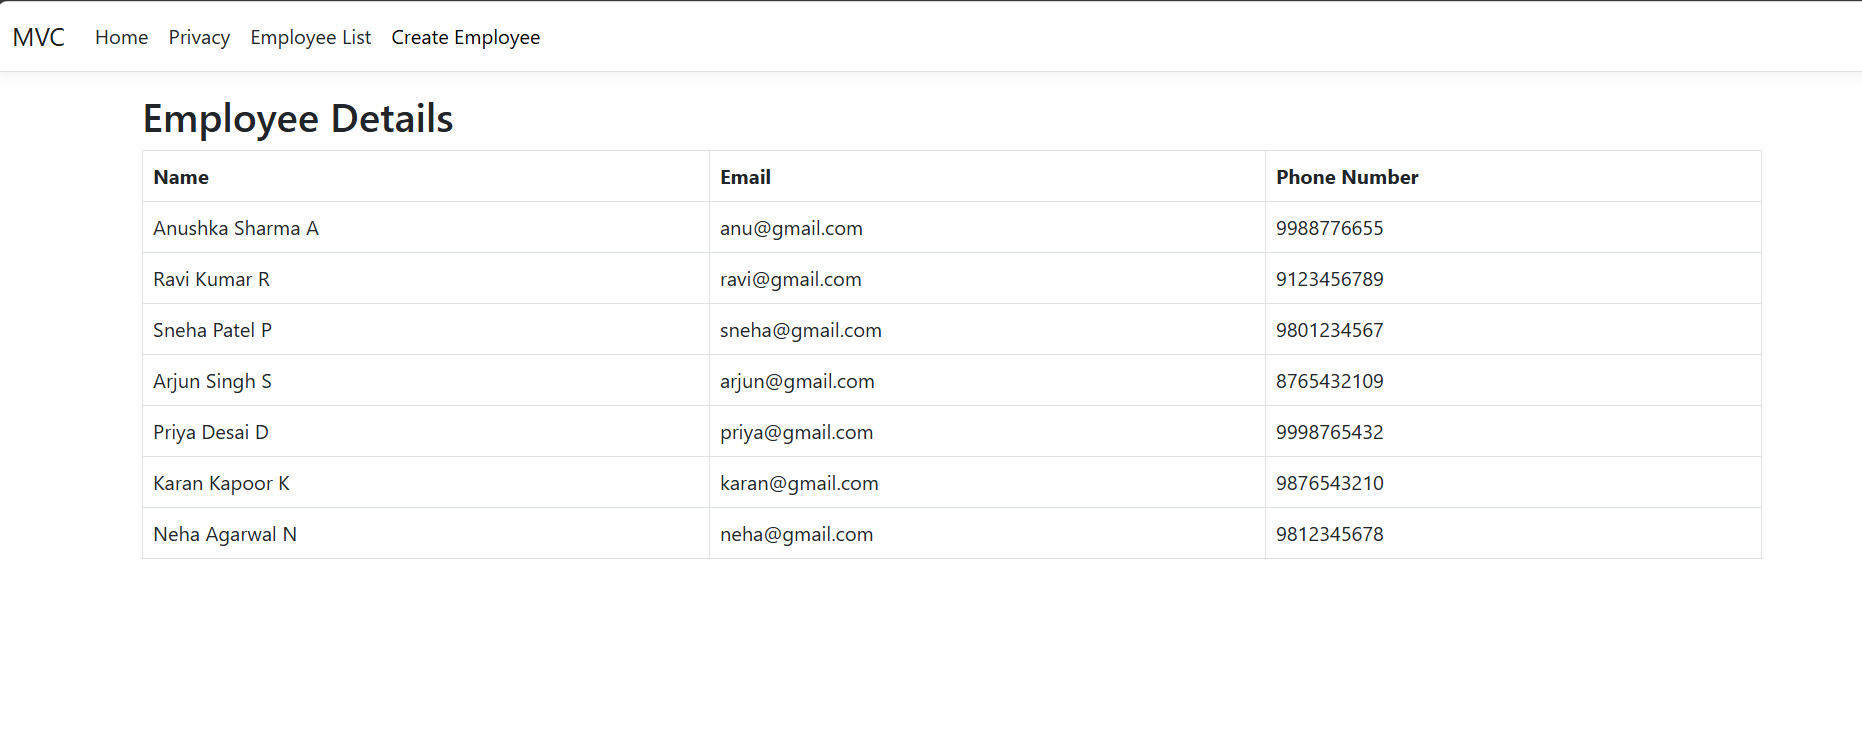 MVC Home Privacy Employee List Create Employee
Employee Details
Name Email Phone Number
Anushka Sharma A anu@gmail.com 9988776655
Ravi Kumar R ravi@gmail.com 9123456789
Sneha Patel P sneha@gmail.com 9801234567
Arjun Singh S arjun@gmail.com 8765432109
Priya Desai D priya@gmail.com 9998765432
Karan Kapoor K karan@gmail.com 9876543210
Neha Agarwal N neha@gmail.com 9812345678